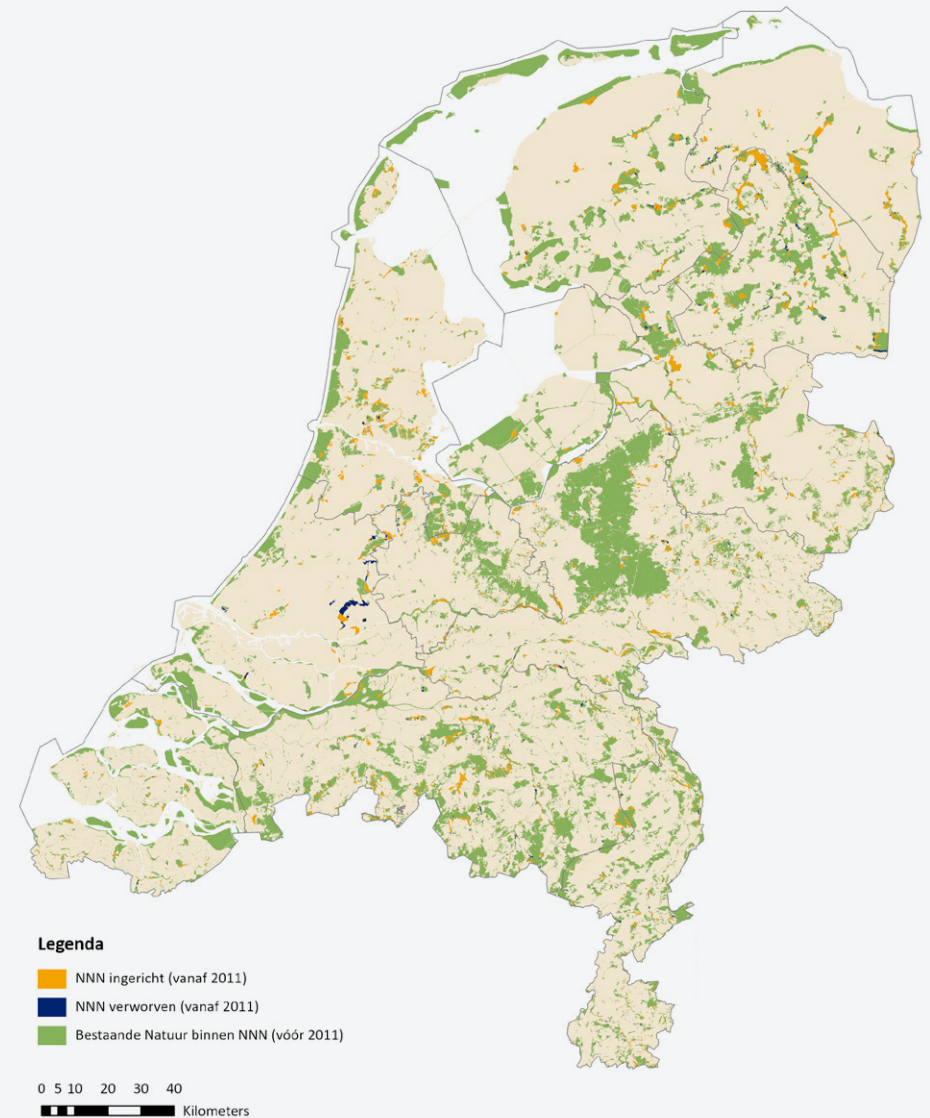 Legenda
NNN ingericht (vanaf 2011)
NNN verworven (vanaf 2011)
Bestaande Natuur binnen NNN (vóór 2011)
0 5 10 20 30 40
Kilometers